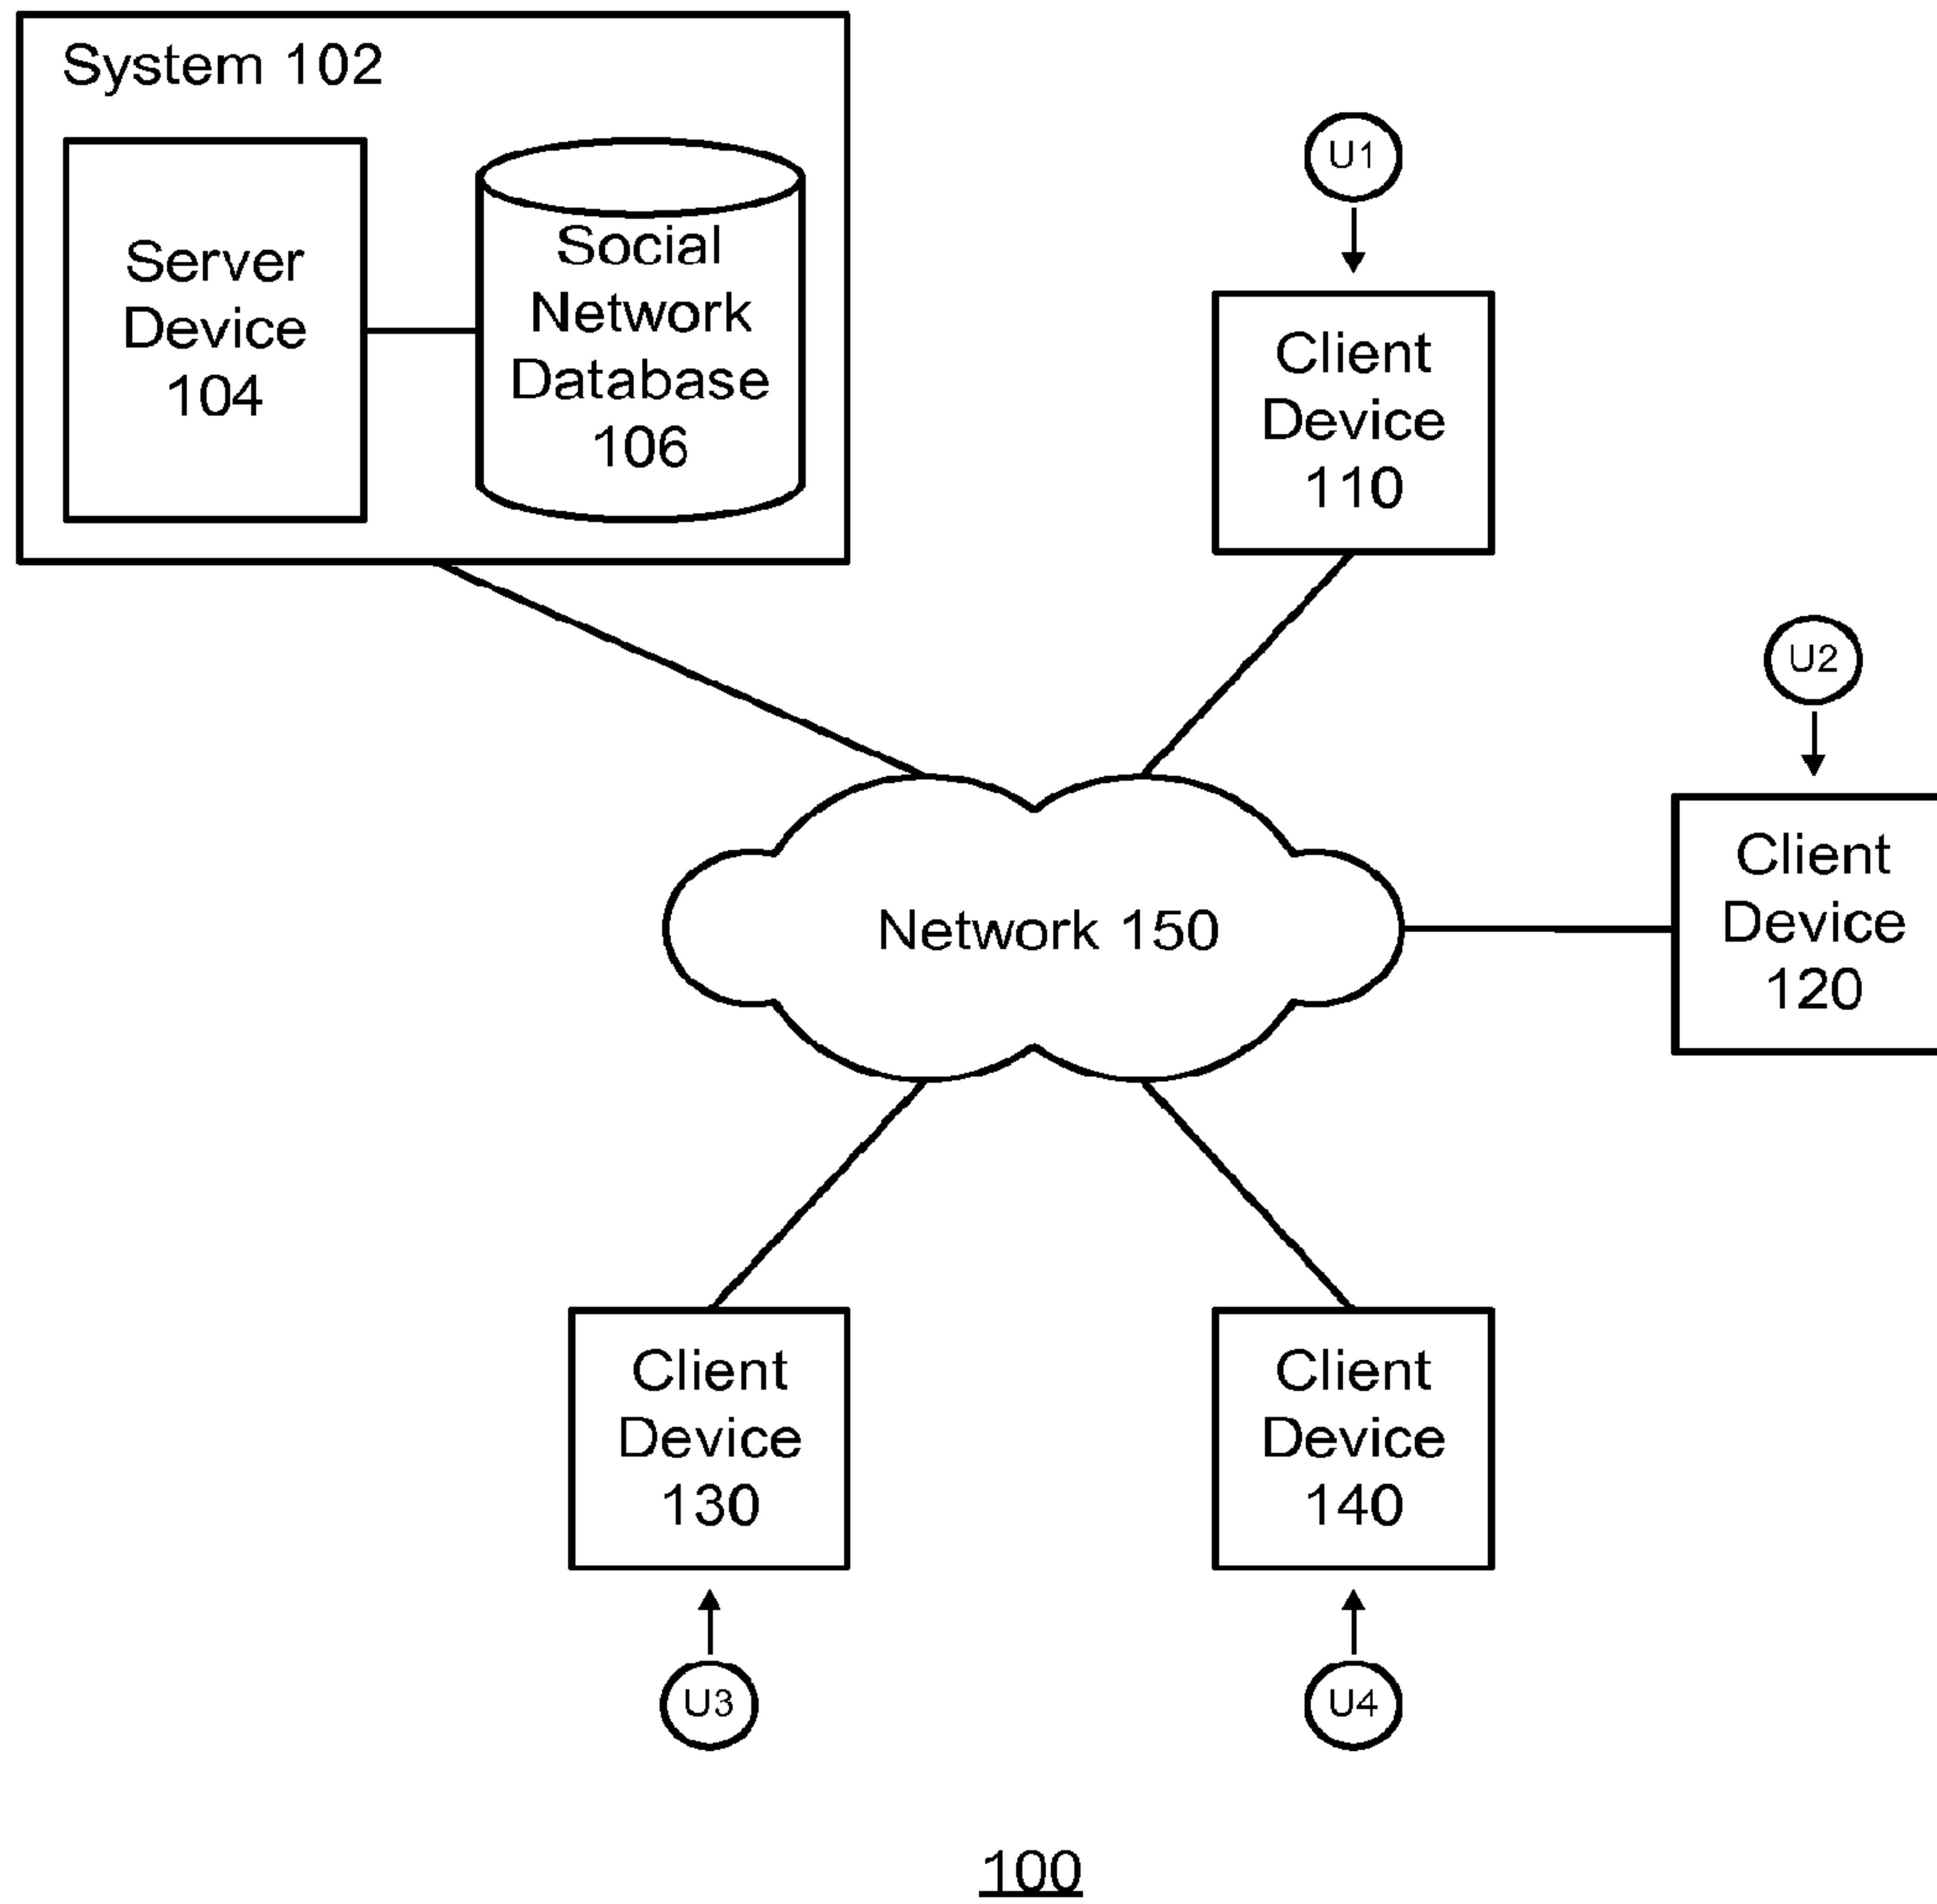 System 102
Server
Device
104
Social
Network
Database
106
U1
Client
Device
110
U2
Client
Device
120
Network 150
Client
Device
130
Client
Device
140
U3
U4
100